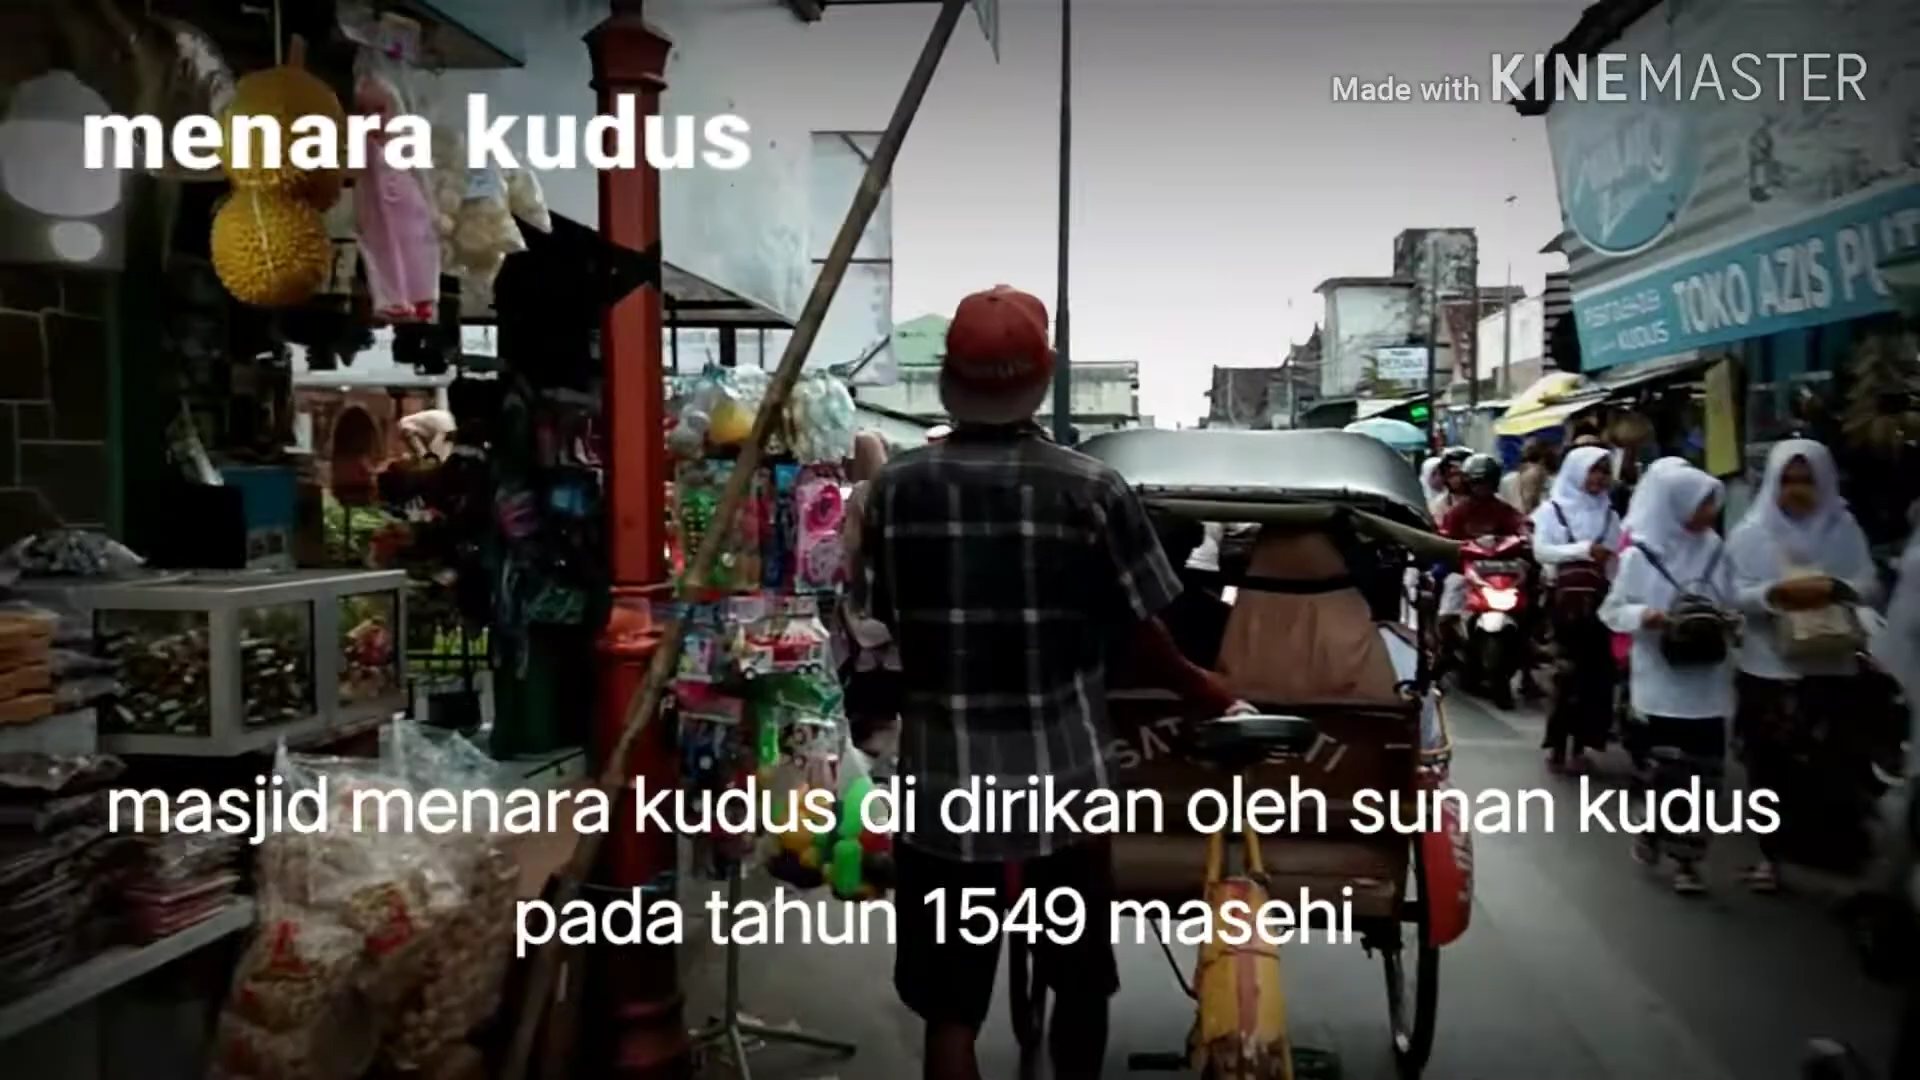 Made with KINEMASTER
menara kudus
TOKO AZIS
KUDUS
masjid menara kudus di dirikan oleh sunan kudus
pada tahun 1549 masehi